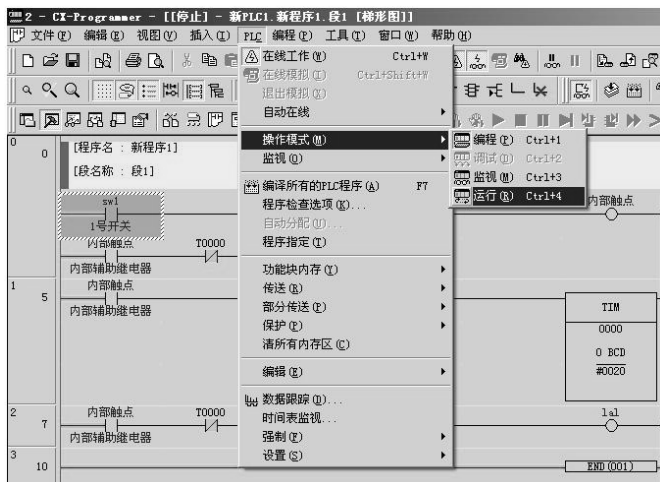 2 - CX-Programmer - [[停止] - 新PLC1.新程序1.段1 [梯形图]]
文件(F) 编辑(E) 视图(V) 插入(I) PLC 编程(P) 工具(T) 窗口(W) 帮助(H)
在线工作(W) Ctrl+W
在线模拟(I) Ctrl+Shift+W
退出模拟(X)
自动在线
操作模式(M)
监视(O)
编译所有的PLC程序(A) F7
程序检查选项(K)...
自动分配(U)...
程序指定(T)
功能块内存(Y)
传送(R)
部分传送(P)
保护(P)
清所有内存区(C)
编辑(E)
数据跟踪(D)...
时间表监视...
强制(F)
设置(S)
编程(P) Ctrl+1
调试(D) Ctrl+2
监视(M) Ctrl+3
运行(R) Ctrl+4
0
0
[程序名 : 新程序1]
[段名称 : 段1]
sw1
1号开关
内部触点
内部触点 T0000
内部辅助继电器
1
5
内部触点
内部辅助继电器
TIM
0000
0 BCD
#0020
2
7
内部触点 T0000
内部辅助继电器
la1
3
10
END(001)